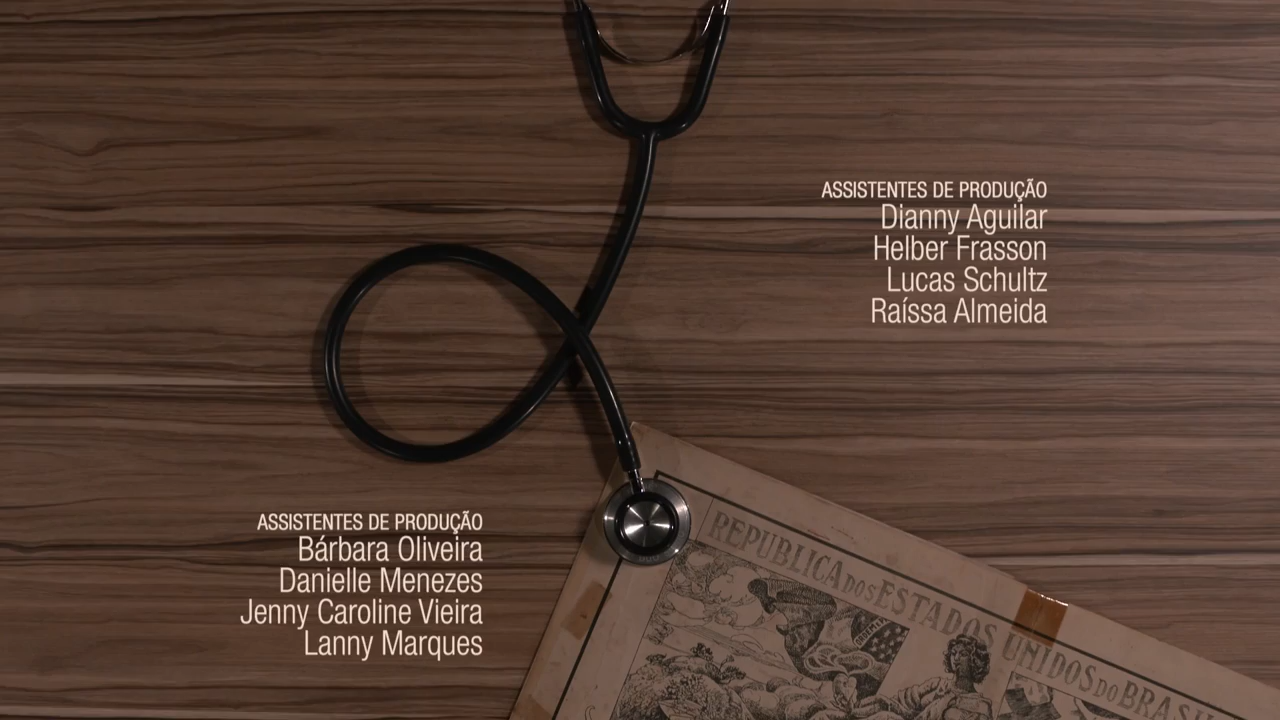 ASSISTENTES DE PRODUÇÃO
Dianny Aguilar
Helber Frasson
Lucas Schultz
Raíssa Almeida
ASSISTENTES DE PRODUÇÃO
Bárbara Oliveira
Danielle Menezes
Jenny Caroline Vieira
Lanny Marques
REPUBLICA DOS ESTADOS UNIDOS DO BRASI